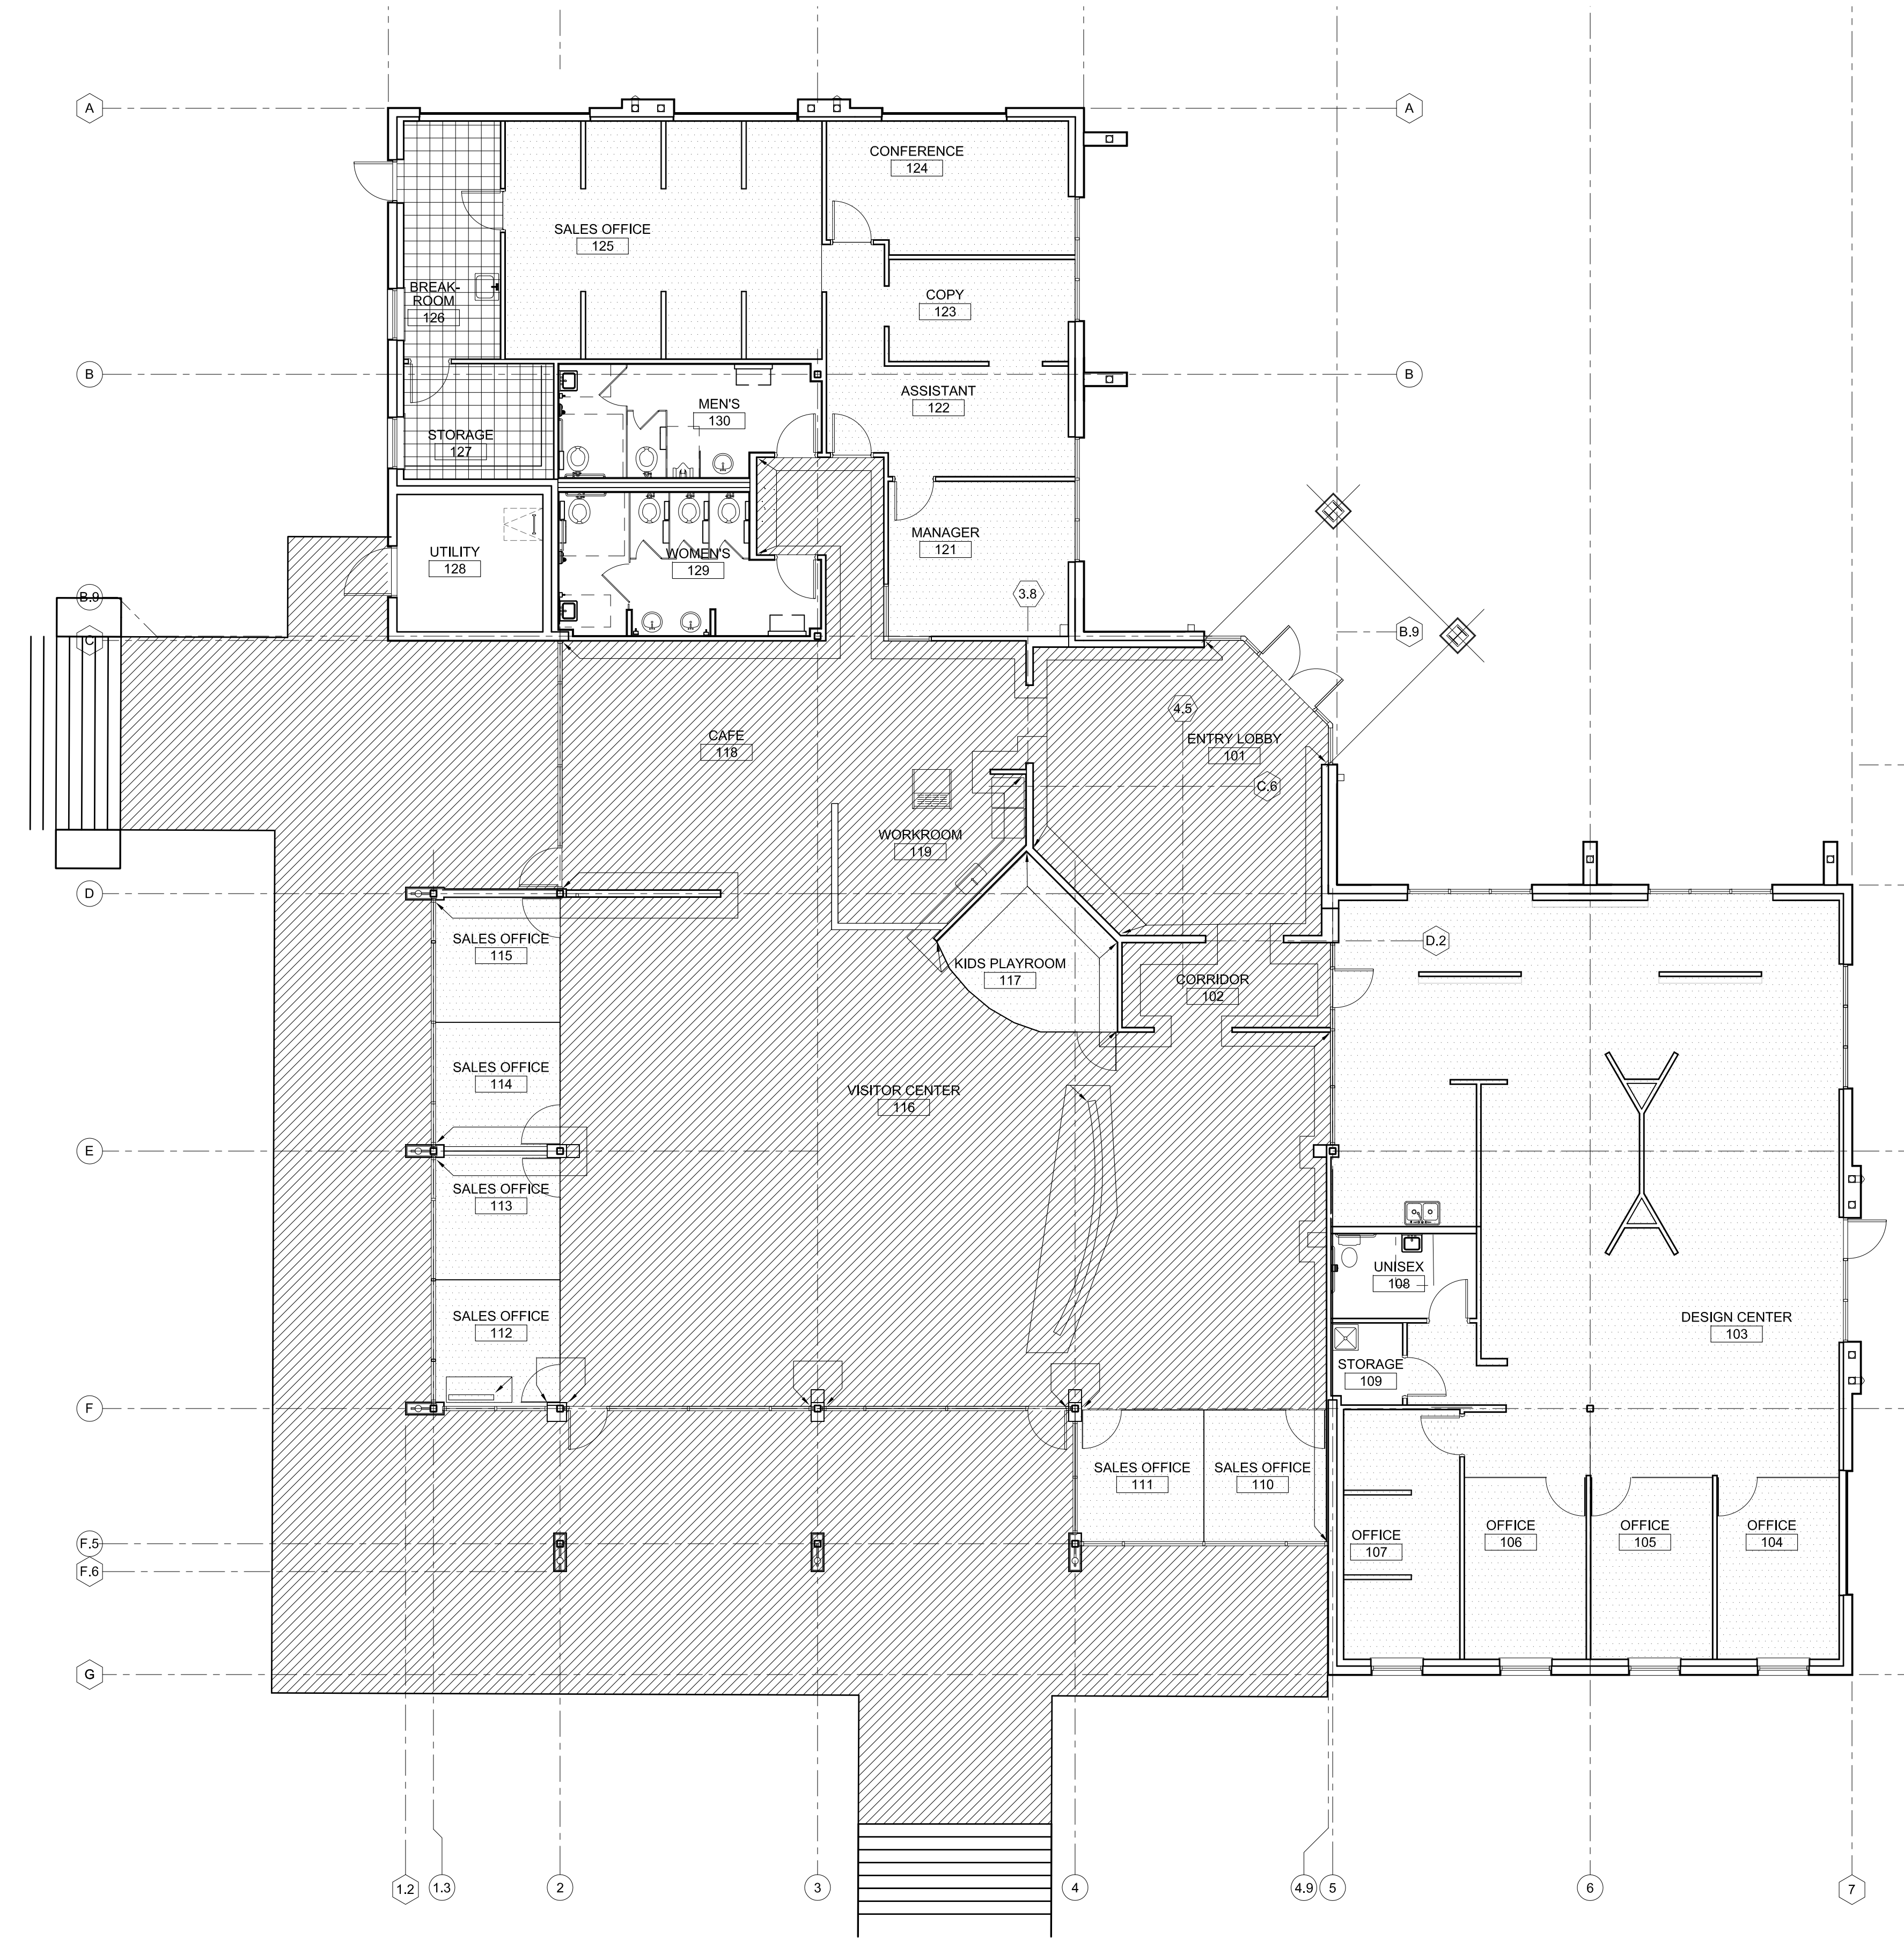 A
A
CONFERENCE
124
SALES OFFICE
125
BREAK-
ROOM
126
COPY
123
B
B
ASSISTANT
122
MEN'S
130
STORAGE
127
MANAGER
121
UTILITY
128
WOMEN'S
129
3.8
B.9
B.9
C
4.5
CAFE
118
ENTRY LOBBY
101
C.6
WORKROOM
119
D
SALES OFFICE
115
D.2
KIDS PLAYROOM
117
CORRIDOR
102
SALES OFFICE
114
VISITOR CENTER
116
E
SALES OFFICE
113
UNISEX
108
SALES OFFICE
112
DESIGN CENTER
103
STORAGE
109
F
SALES OFFICE
111
SALES OFFICE
110
OFFICE
107
OFFICE
106
OFFICE
105
OFFICE
104
F.5
F.6
G
1.2
1.3
2
3
4
4.9
5
6
7